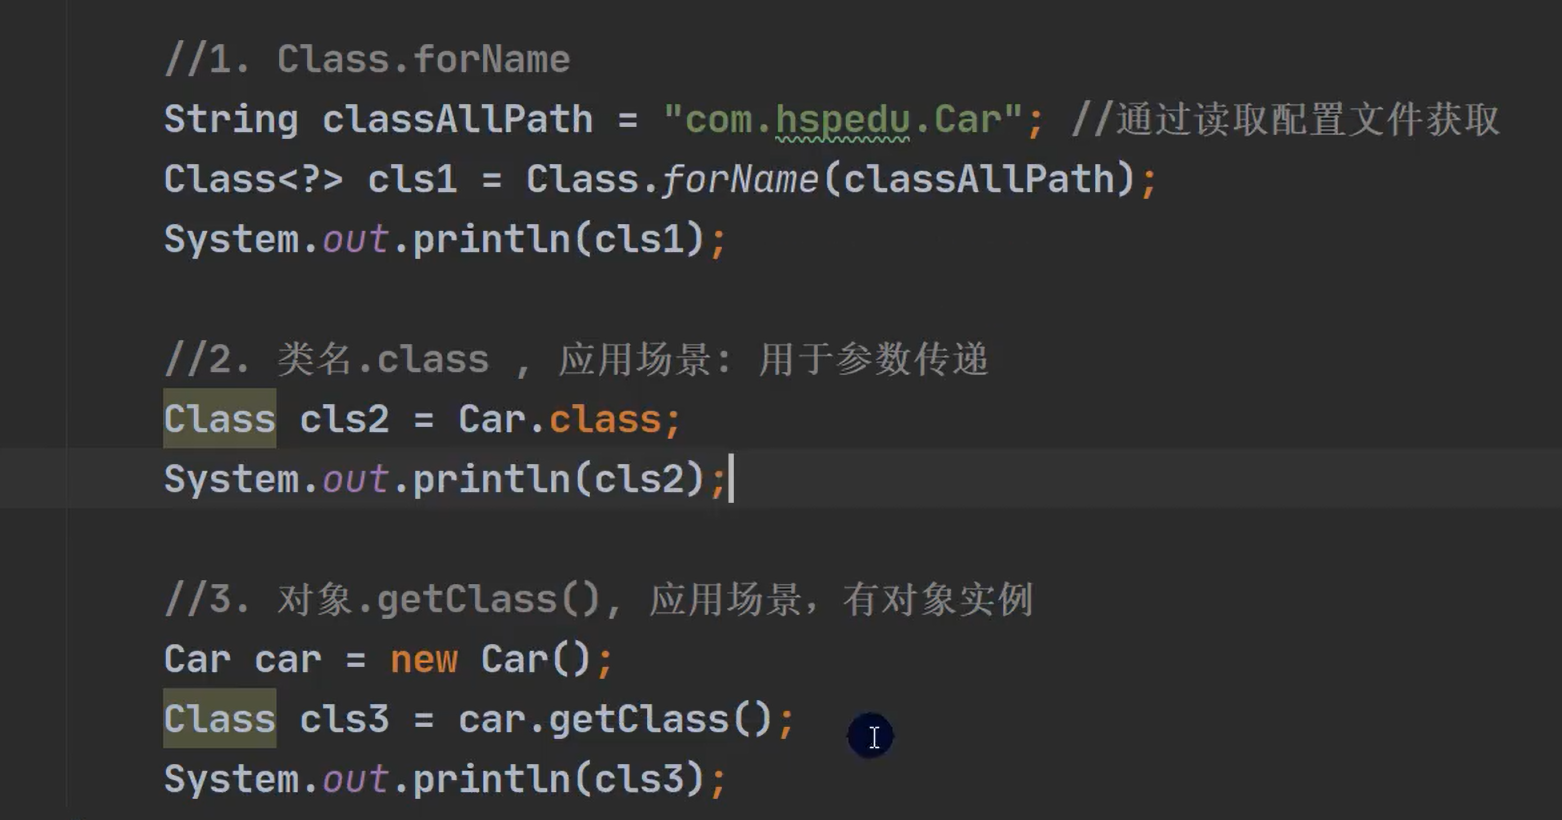 //1. Class.forName
String classAllPath = "com.hspedu.Car"; //通过读取配置文件获取
Class<?> cls1 = Class.forName(classAllPath);
System.out.println(cls1);
//2. 类名.class , 应用场景: 用于参数传递
Class cls2 = Car.class;
System.out.println(cls2);
//3. 对象.getClass(), 应用场景，有对象实例
Car car = new Car();
Class cls3 = car.getClass();
System.out.println(cls3);